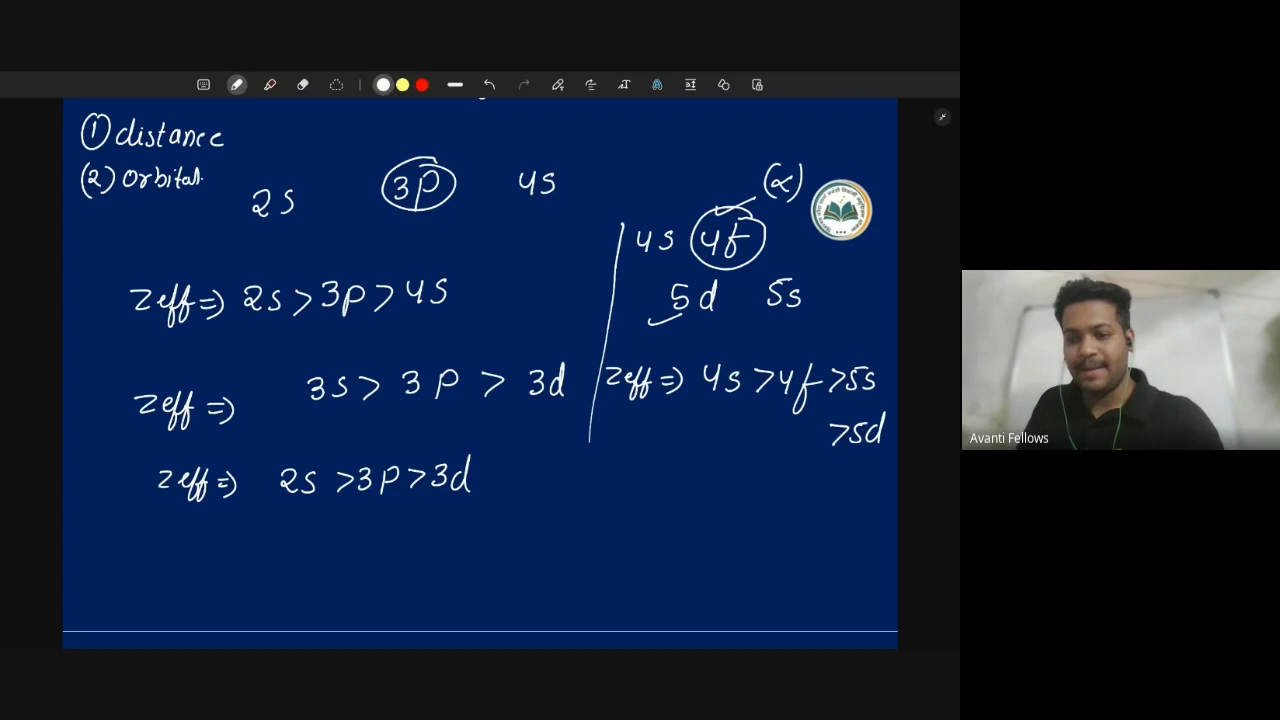 ① distance
(2) orbital.
2s 3p 4s
(α)
4s 4f
5d 5s
zeff ⇒ 2s > 3p > 4s
zeff ⇒ 3s > 3p > 3d
zeff ⇒ 4s > 4f > 5s
> 5d
zeff ⇒ 2s > 3p > 3d
Avanti Fellows